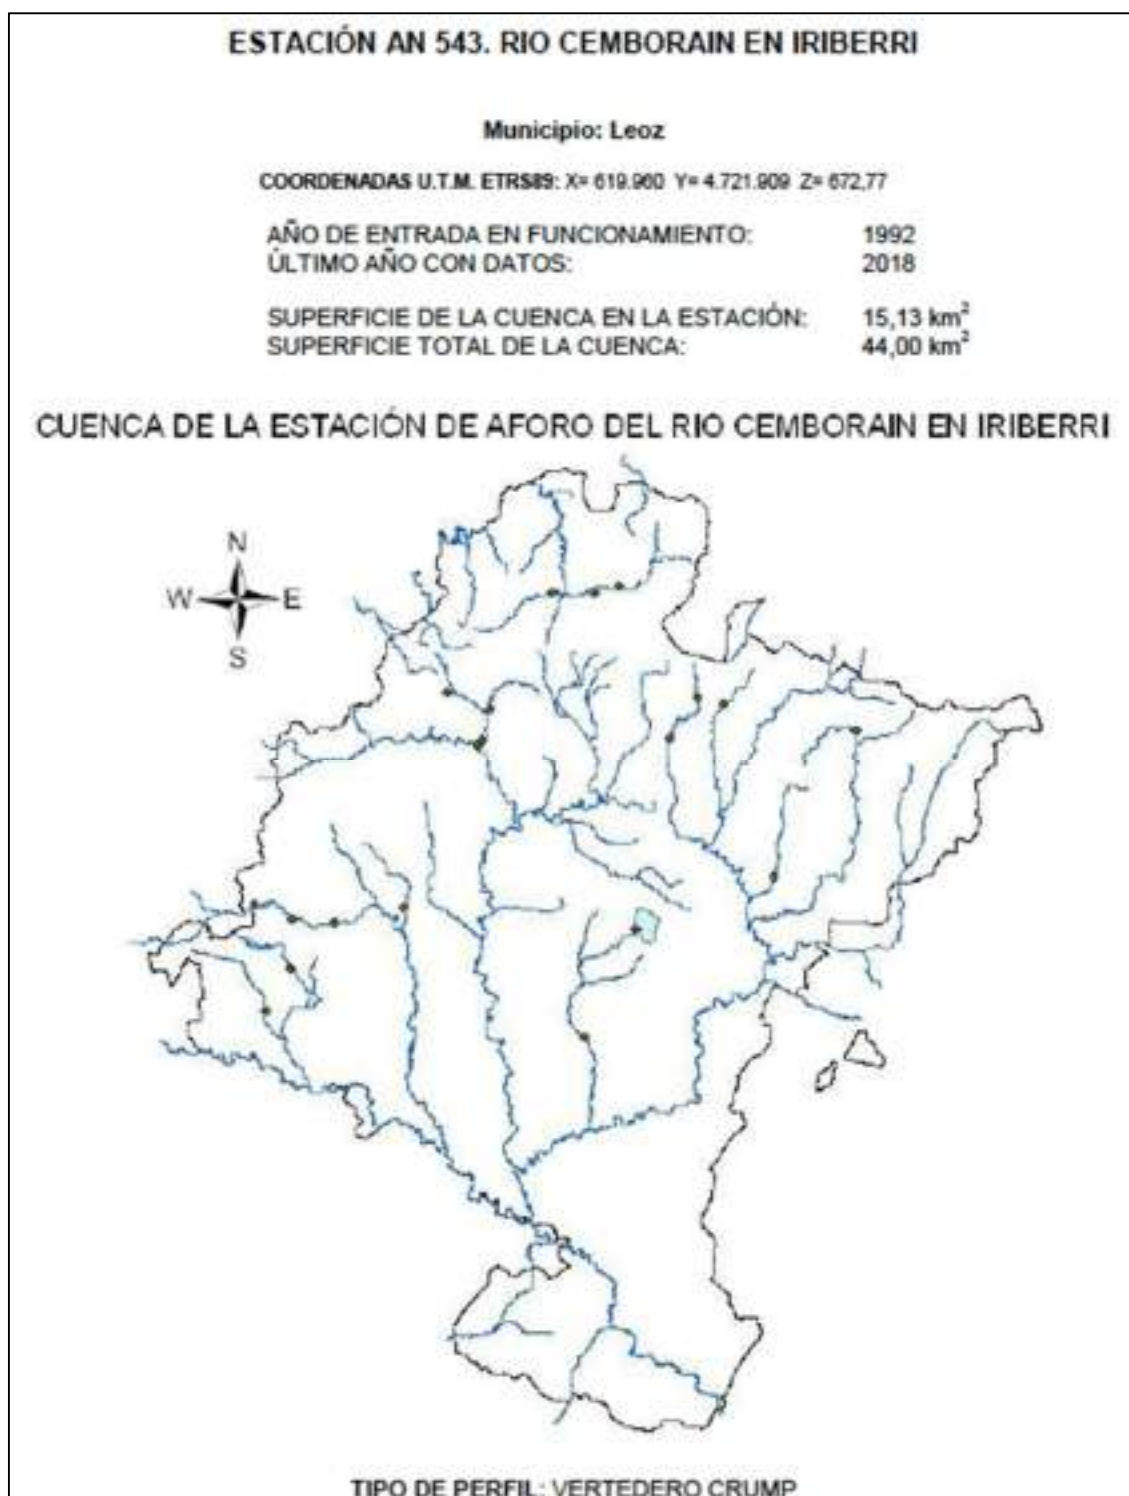 ESTACIÓN AN 543. RIO CEMBORAIN EN IRIBERRI
Municipio: Leoz
COORDENADAS U.T.M. ETRS89: X= 619.960 Y= 4.721.909 Z= 672,77
AÑO DE ENTRADA EN FUNCIONAMIENTO: 1992
ÚLTIMO AÑO CON DATOS: 2018
SUPERFICIE DE LA CUENCA EN LA ESTACIÓN: 15,13 km²
SUPERFICIE TOTAL DE LA CUENCA: 44,00 km²
CUENCA DE LA ESTACIÓN DE AFORO DEL RIO CEMBORAIN EN IRIBERRI
N
W E
S
TIPO DE PERFIL: VERTEDERO CRUMP